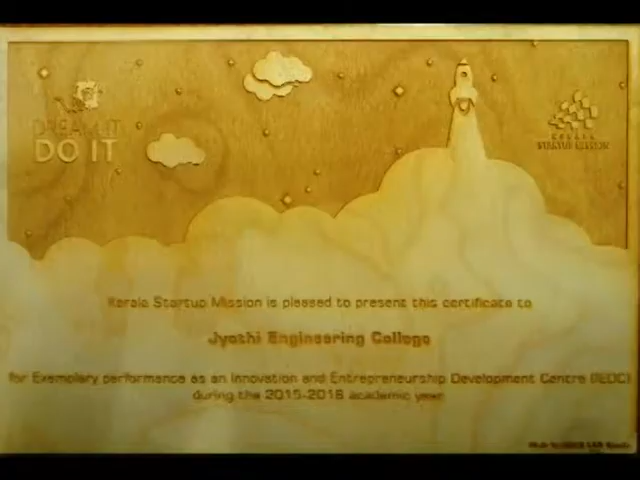 DREAM IT
DO IT
KERALA
STARTUP MISSION
Kerala Startup Mission is pleased to present this certificate to
Jyothi Engineering College
for Exemplary performance as an Innovation and Entrepreneurship Development Centre (IEDC)
during the 2015-2016 academic year